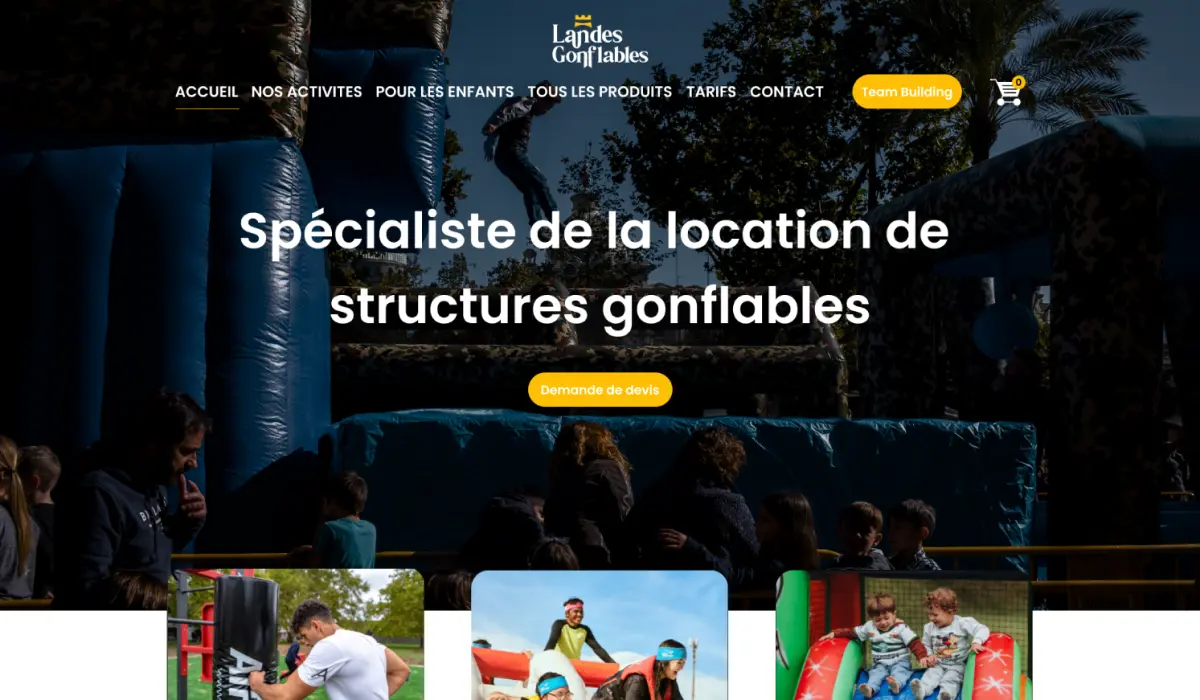 Landes
Gonflables
ACCUEIL NOS ACTIVITES POUR LES ENFANTS TOUS LES PRODUITS TARIFS CONTACT Team Building 0
Spécialiste de la location de
structures gonflables
Demande de devis